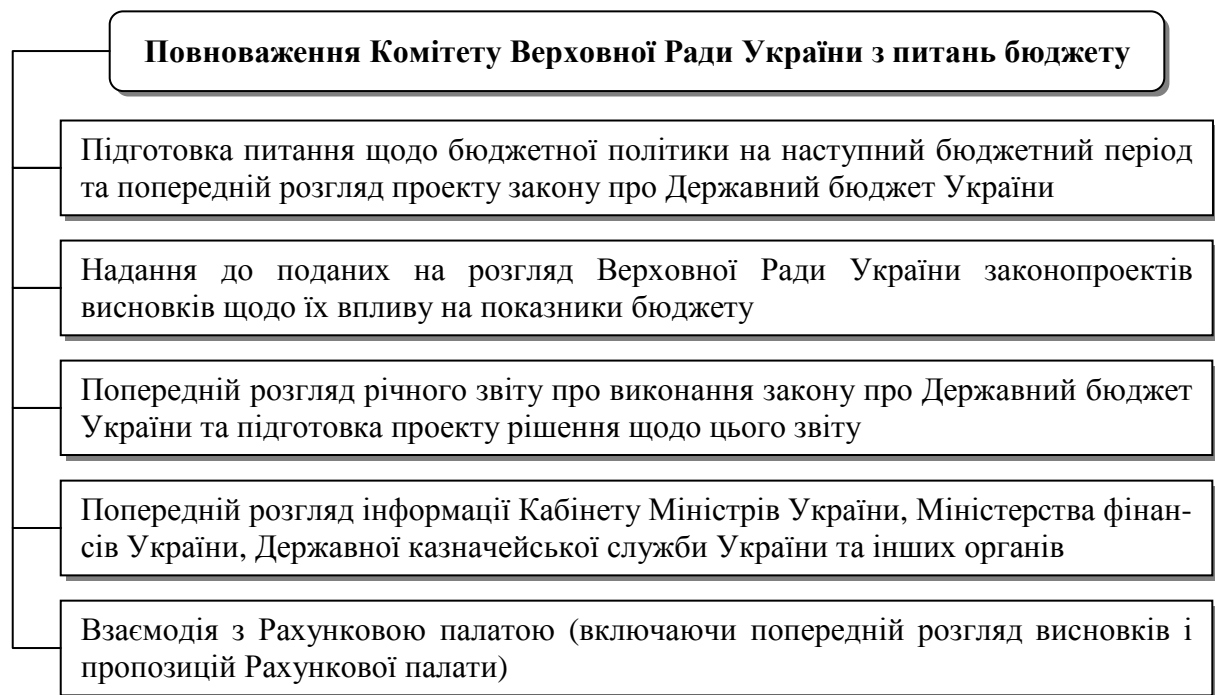 Повноваження Комітету Верховної Ради України з питань бюджету
Підготовка питання щодо бюджетної політики на наступний бюджетний період
та попередній розгляд проекту закону про Державний бюджет України
Надання до поданих на розгляд Верховної Ради України законопроектів
висновків щодо їх впливу на показники бюджету
Попередній розгляд річного звіту про виконання закону про Державний бюджет
України та підготовка проекту рішення щодо цього звіту
Попередній розгляд інформації Кабінету Міністрів України, Міністерства фінан-
сів України, Державної казначейської служби України та інших органів
Взаємодія з Рахунковою палатою (включаючи попередній розгляд висновків і
пропозицій Рахункової палати)